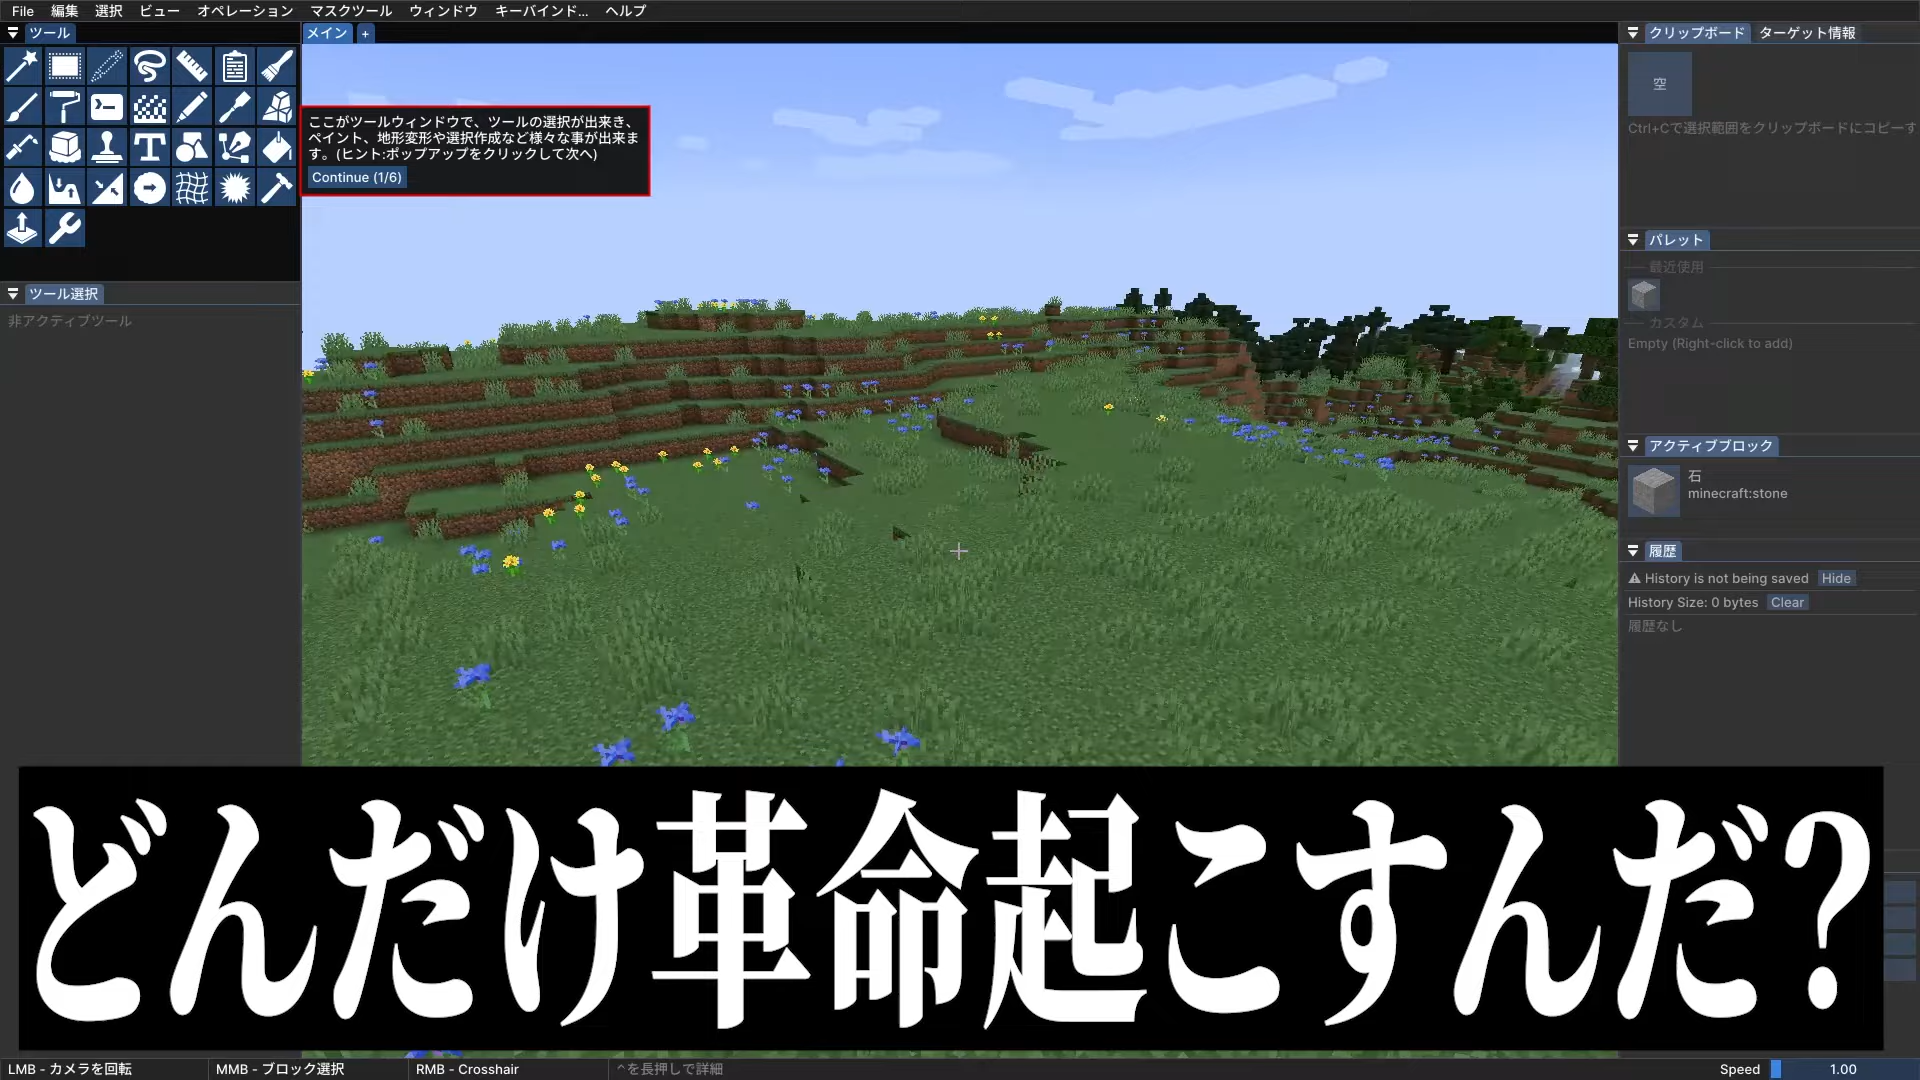 File 編集 選択 ビュー オペレーション マスクツール ウィンドウ キーバインド... ヘルプ
ツール
メイン +
ここがツールウィンドウで、ツールの選択が出来き、
ペイント、地形変形や選択作成など様々な事が出来ま
す。(ヒント:ポップアップをクリックして次へ)
Continue (1/6)
ツール選択
非アクティブツール
クリップボード ターゲット情報
空
Ctrl+Cで選択範囲をクリップボードにコピーす
パレット
最近使用
カスタム
Empty (Right-click to add)
アクティブブロック
石
minecraft:stone
履歴
History is not being saved Hide
History Size: 0 bytes Clear
履歴なし
どんだけ革命起こすんだ?
LMB - カメラを回転 MMB - ブロック選択 RMB - Crosshair ^を長押しして詳細 Speed 1.00